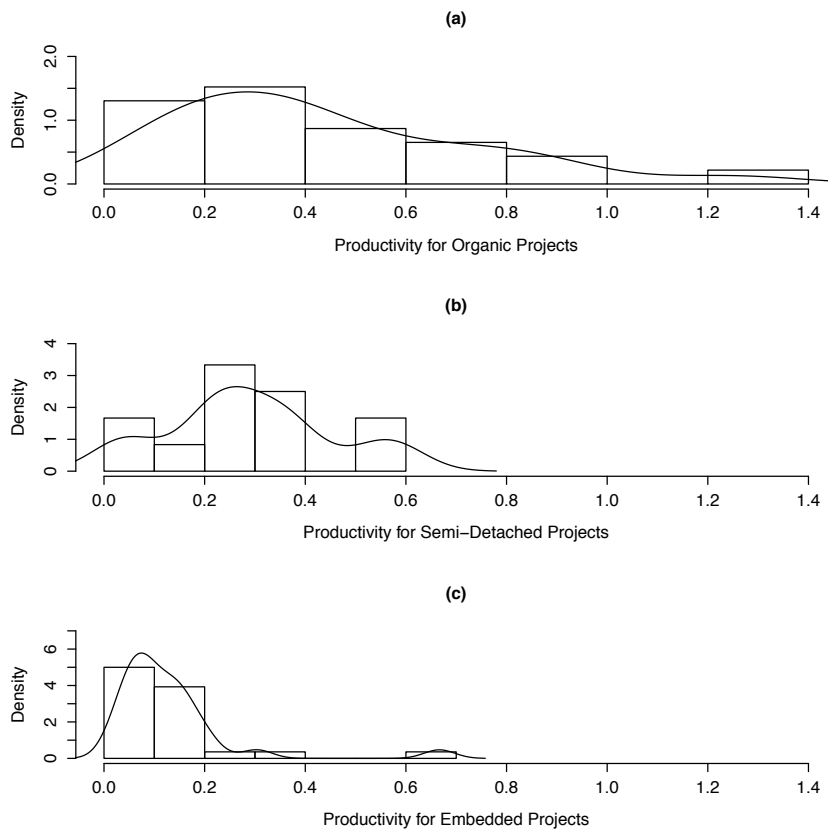 (a)
Density
0.0 1.0 2.0
0.0 0.2 0.4 0.6 0.8 1.0 1.2 1.4
Productivity for Organic Projects
(b)
Density
0 1 2 3 4
0.0 0.2 0.4 0.6 0.8 1.0 1.2 1.4
Productivity for Semi−Detached Projects
(c)
Density
0 2 4 6
0.0 0.2 0.4 0.6 0.8 1.0 1.2 1.4
Productivity for Embedded Projects